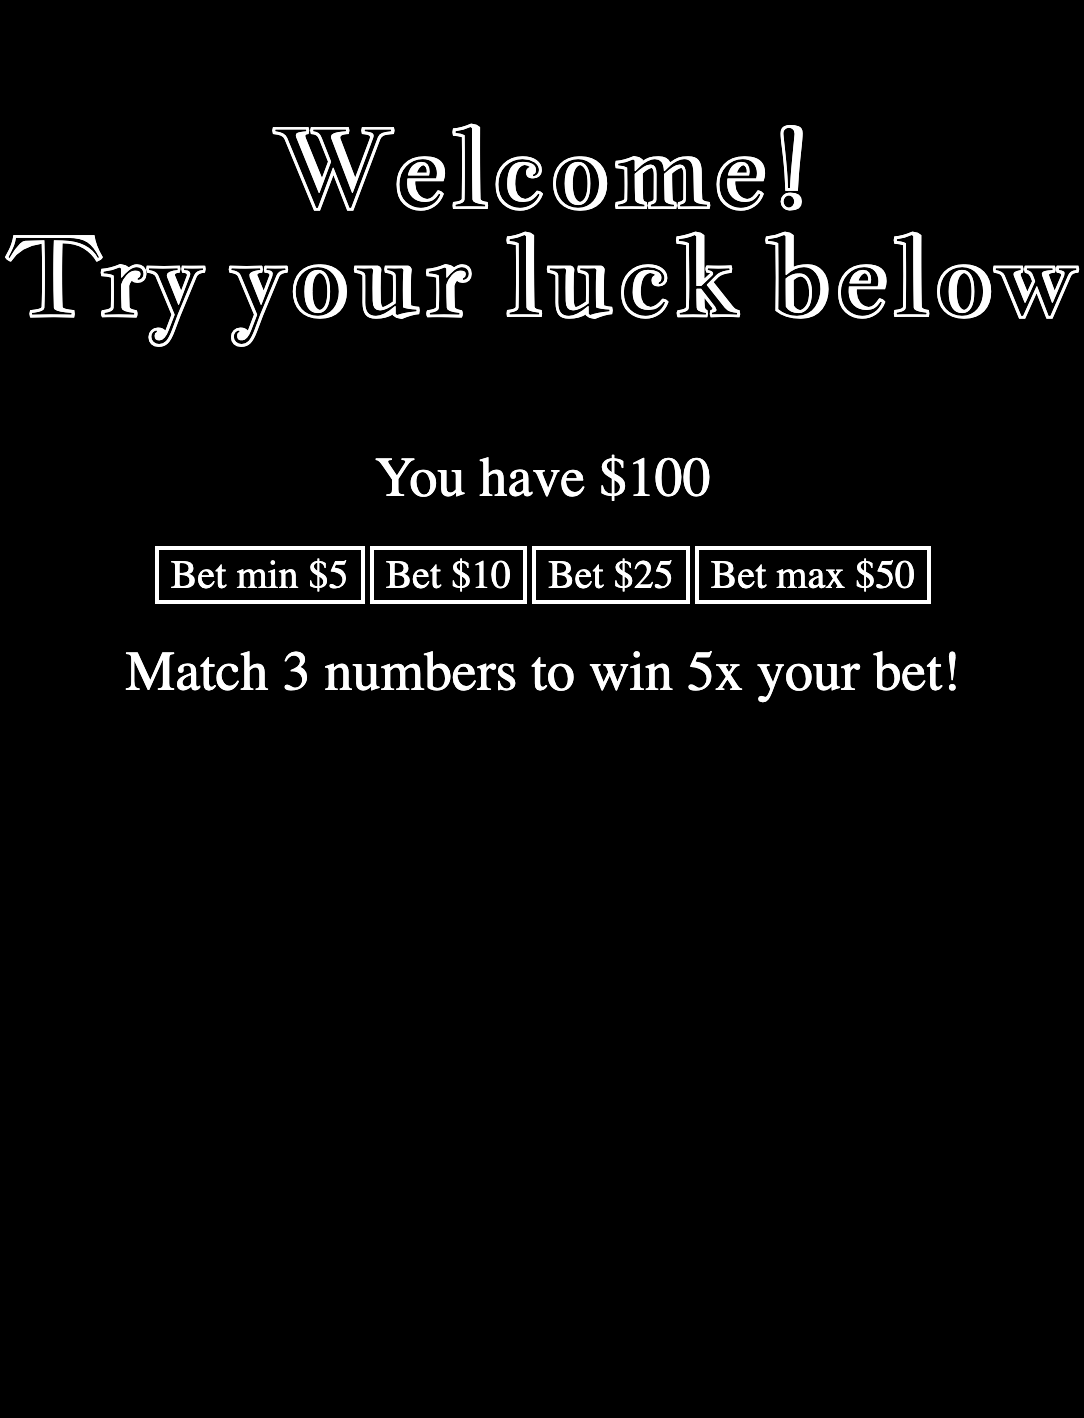 Welcome!
Try your luck below
You have $100
Bet min $5 Bet $10 Bet $25 Bet max $50
Match 3 numbers to win 5x your bet!